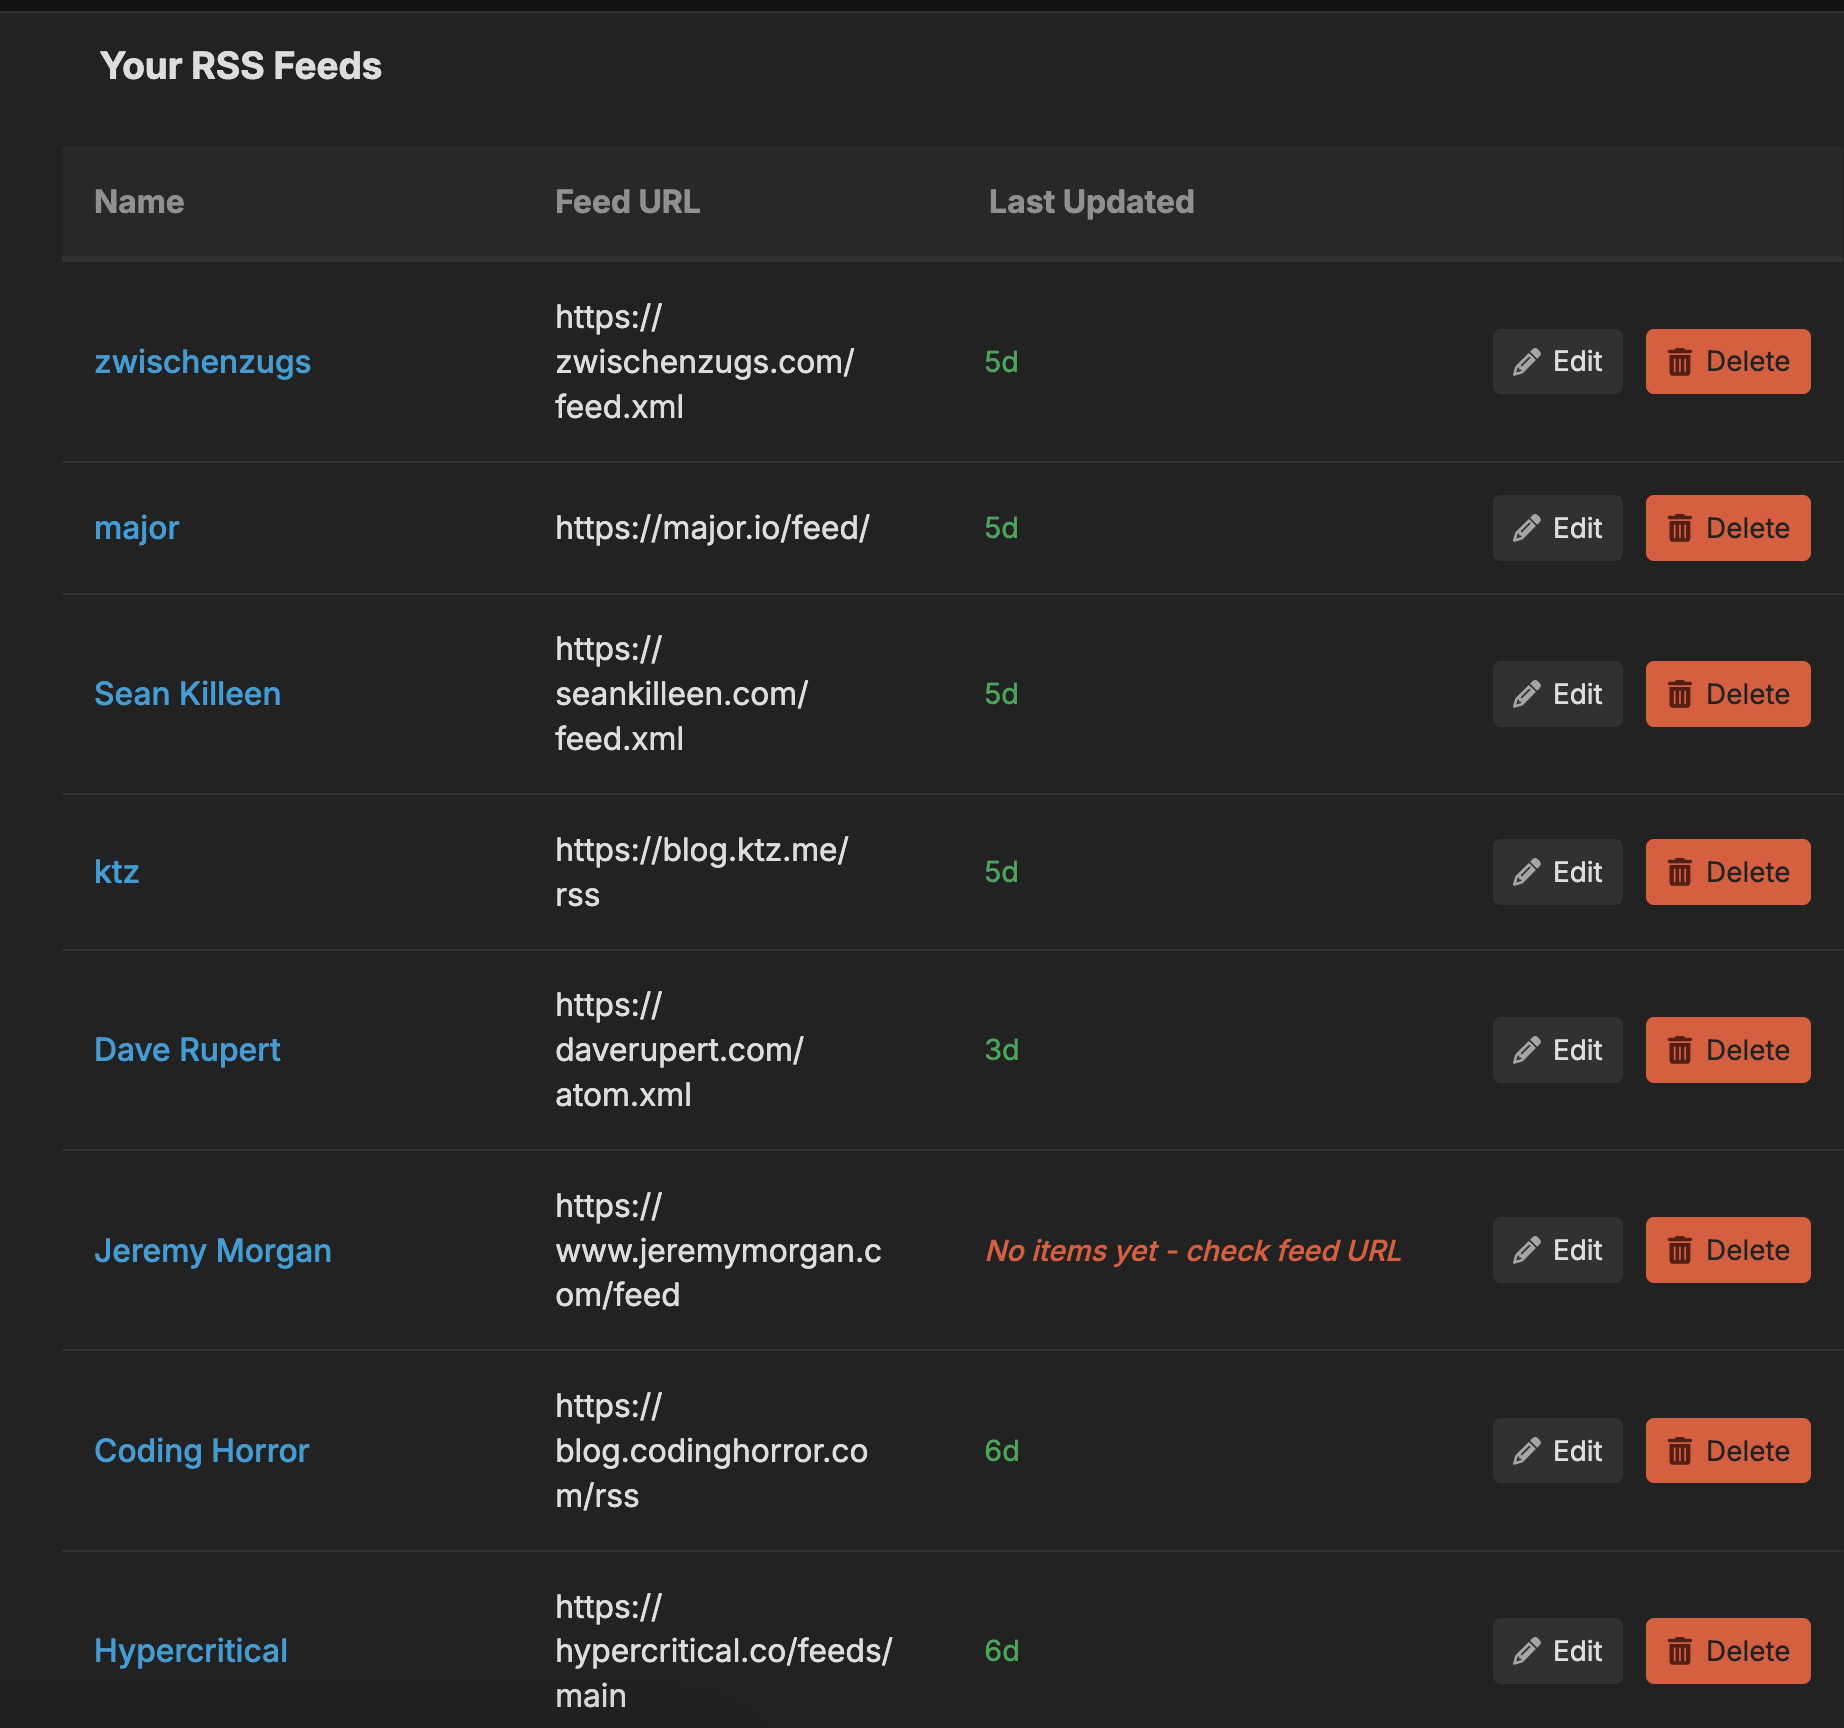 Your RSS Feeds
Name Feed URL Last Updated
https://
zwischenzugs zwischenzugs.com/ 5d Edit Delete
feed.xml
major https://major.io/feed/ 5d Edit Delete
https://
Sean Killeen seankilleen.com/ 5d Edit Delete
feed.xml
https://blog.ktz.me/
ktz 5d Edit Delete
rss
https://
Dave Rupert daverupert.com/ 3d Edit Delete
atom.xml
https://
Jeremy Morgan www.jeremymorgan.c No items yet - check feed URL Edit Delete
om/feed
https://
Coding Horror blog.codinghorror.co 6d Edit Delete
m/rss
https://
Hypercritical hypercritical.co/feeds/ 6d Edit Delete
main